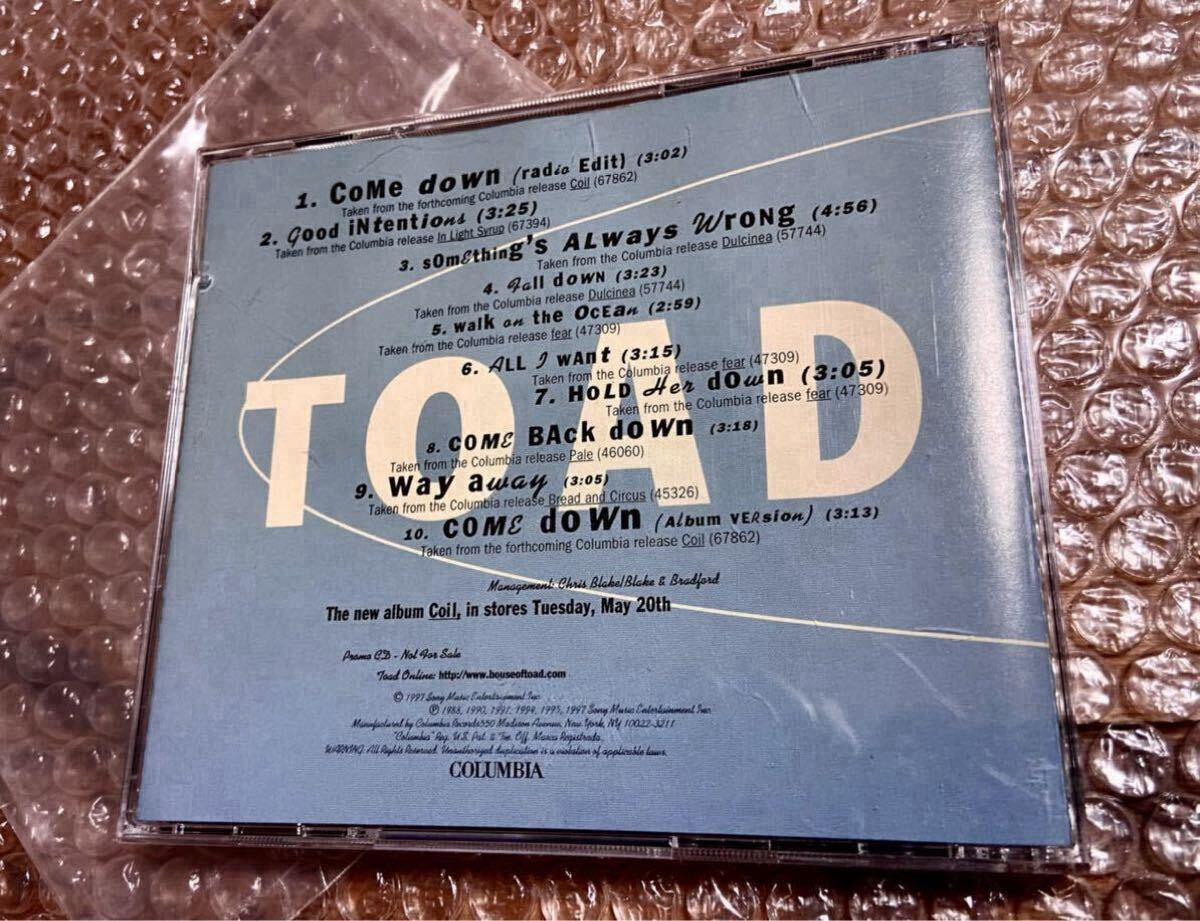 1. CoMe down (radio Edit) (3:02)
Taken from the forthcoming Columbia release Coil (67862)
2. Good iNtentions (3:25)
Taken from the Columbia release In Light Syrup (67394)
3. sOmEthing's ALways WroNg (4:56)
Taken from the Columbia release Dulcinea (57744)
4. Fall doWN (3:23)
Taken from the Columbia release Dulcinea (57744)
5. walk on the OcEan (2:59)
Taken from the Columbia release fear (47309)
6. ALL I wAnt (3:15)
Taken from the Columbia release fear (47309)
7. HoLD Her dOwn (3:05)
Taken from the Columbia release fear (47309)
TOAD
8. COME BAck doWn (3:18)
Taken from the Columbia release Pale (46060)
9. Way away (3:05)
Taken from the Columbia release Bread and Circus (45326)
10. COME doWn (Album VERsion) (3:13)
Taken from the forthcoming Columbia release Coil (67862)
Management: Chris Blake/Blake & Bradford
The new album Coil, in stores Tuesday, May 20th
Promo CD - Not For Sale
Toad Online: http://www.houseoftoad.com
© 1997 Sony Music Entertainment Inc.
℗ 1988, 1990, 1991, 1994, 1995, 1997 Sony Music Entertainment Inc.
Manufactured by Columbia Records/550 Madison Avenue, New York, NY 10022-3211
"Columbia" Reg. U.S. Pat. & Tm. Off. Marca Registrada.
WARNING: All Rights Reserved. Unauthorized duplication is a violation of applicable laws.
COLUMBIA